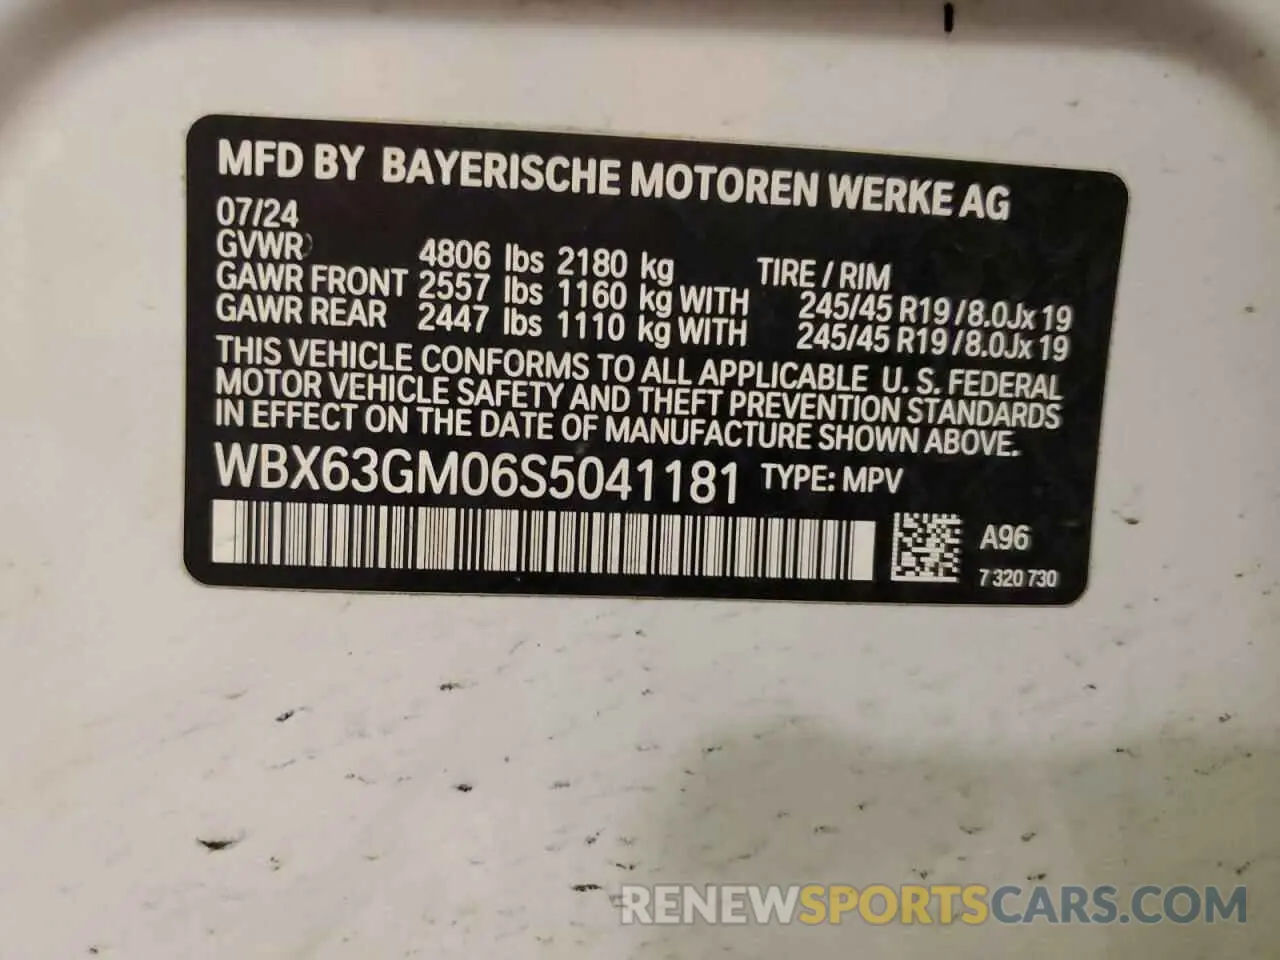 MFD BY BAYERISCHE MOTOREN WERKE AG
07/24
GVWR 4806 lbs 2180 kg TIRE / RIM
GAWR FRONT 2557 lbs 1160 kg WITH 245/45 R19 /8.0Jx 19
GAWR REAR 2447 lbs 1110 kg WITH 245/45 R19 /8.0Jx 19
THIS VEHICLE CONFORMS TO ALL APPLICABLE U. S. FEDERAL
MOTOR VEHICLE SAFETY AND THEFT PREVENTION STANDARDS
IN EFFECT ON THE DATE OF MANUFACTURE SHOWN ABOVE.
WBX63GM06S5041181 TYPE: MPV
A96
7 320 730
RENEWSPORTSCARS.COM